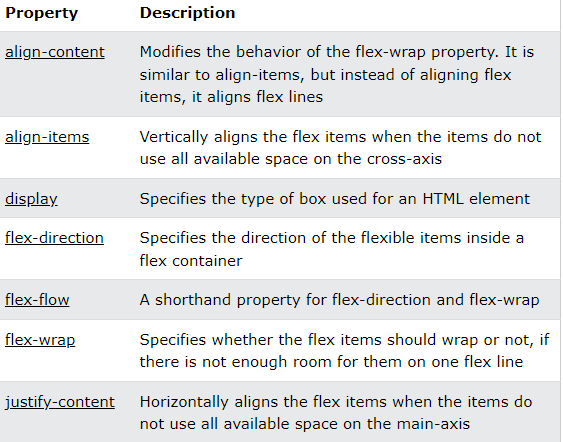 Property Description
align-content Modifies the behavior of the flex-wrap property. It is
similar to align-items, but instead of aligning flex
items, it aligns flex lines
align-items Vertically aligns the flex items when the items do not
use all available space on the cross-axis
display Specifies the type of box used for an HTML element
flex-direction Specifies the direction of the flexible items inside a
flex container
flex-flow A shorthand property for flex-direction and flex-wrap
flex-wrap Specifies whether the flex items should wrap or not, if
there is not enough room for them on one flex line
justify-content Horizontally aligns the flex items when the items do
not use all available space on the main-axis